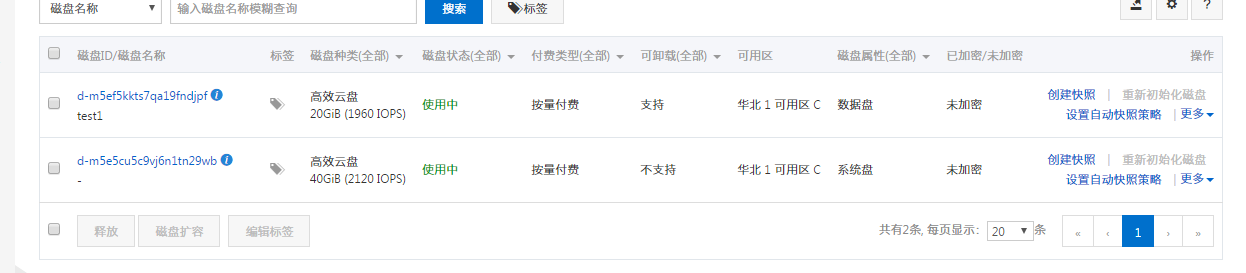 磁盘名称 输入磁盘名称模糊查询 搜索 标签 ?
磁盘ID/磁盘名称 标签 磁盘种类(全部) 磁盘状态(全部) 付费类型(全部) 可卸载(全部) 可用区 磁盘属性(全部) 已加密/未加密 操作
d-m5ef5kkts7qa19fndjpf 高效云盘 使用中 按量付费 支持 华北 1 可用区 C 数据盘 未加密 创建快照 | 重新初始化磁盘
test1 20GiB (1960 IOPS) 设置自动快照策略 | 更多
d-m5e5cu5c9vj6n1tn29wb 高效云盘 使用中 按量付费 不支持 华北 1 可用区 C 系统盘 未加密 创建快照 | 重新初始化磁盘
- 40GiB (2120 IOPS) 设置自动快照策略 | 更多
释放 磁盘扩容 编辑标签 共有2条, 每页显示: 20 条 « ‹ 1 › »